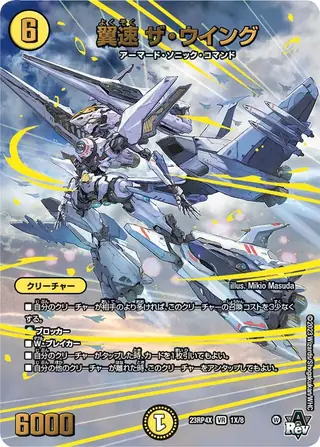 6
よくそく
翼速 ザ・ウイング
アーマード・ソニック・コマンド
クリーチャー
illus. Mikio Masuda
■ 自分のクリーチャーが相手のより多ければ、このクリーチャーの召喚コストを3少なくする。
■ ブロッカー
■ W・ブレイカー
■ 自分のクリーチャーがタップした時、カードを1枚引いてもよい。
■ 自分の他のクリーチャーが離れた時、このクリーチャーをアンタップしてもよい。
6000
1
23RP4X VR 1X/8
Rev